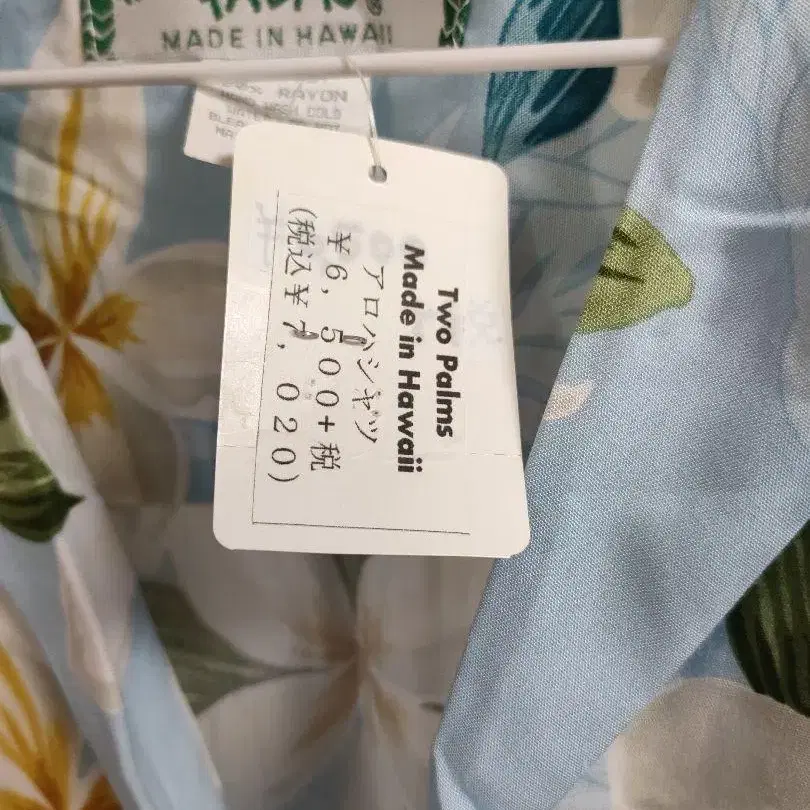 MADE IN HAWAII
RAYON
Two Palms
Made in Hawaii
アロハシャツ
¥6,500+税
(税込¥7,020)